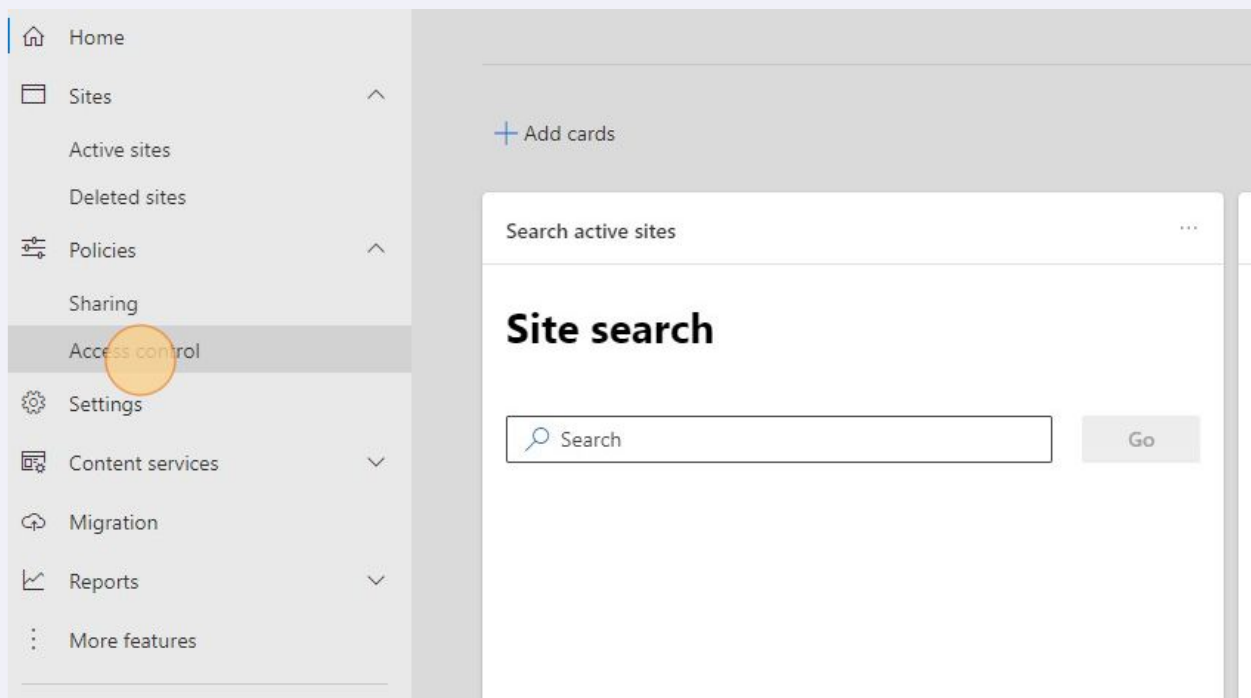 Home
Sites
Active sites
Deleted sites
Policies
Sharing
Access control
Settings
Content services
Migration
Reports
More features
Add cards
Search active sites
Site search
Search
Go